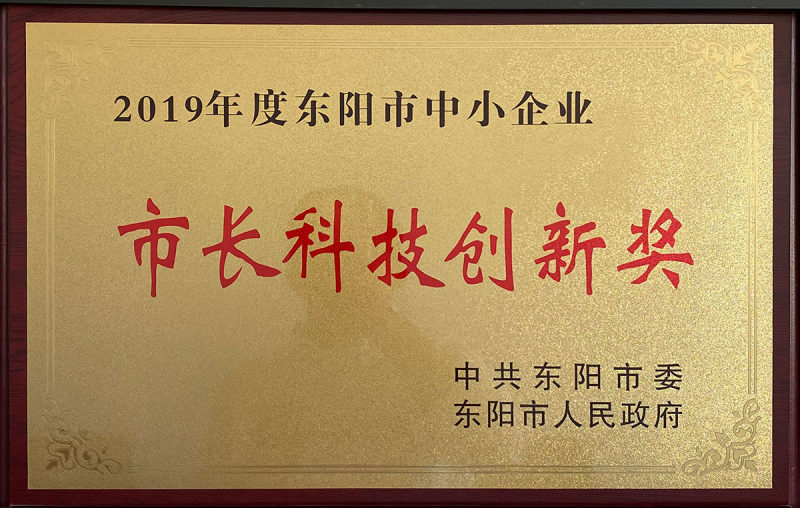 2019年度东阳市中小企业
市长科技创新奖
中共东阳市委
东阳市人民政府